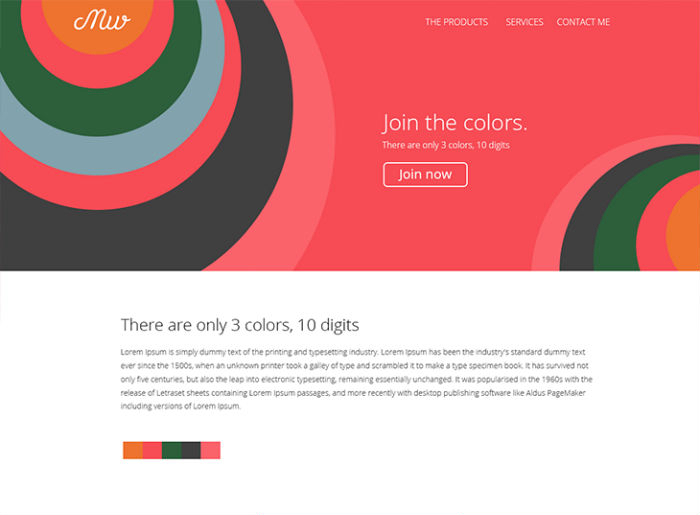 Mw
THE PRODUCTS SERVICES CONTACT ME
Join the colors.
There are only 3 colors, 10 digits
Join now
There are only 3 colors, 10 digits
Lorem Ipsum is simply dummy text of the printing and typesetting industry. Lorem Ipsum has been the industry's standard dummy text
ever since the 1500s, when an unknown printer took a galley of type and scrambled it to make a type specimen book. It has survived not
only five centuries, but also the leap into electronic typesetting, remaining essentially unchanged. It was popularised in the 1960s with the
release of Letraset sheets containing Lorem Ipsum passages, and more recently with desktop publishing software like Aldus PageMaker
including versions of Lorem Ipsum.